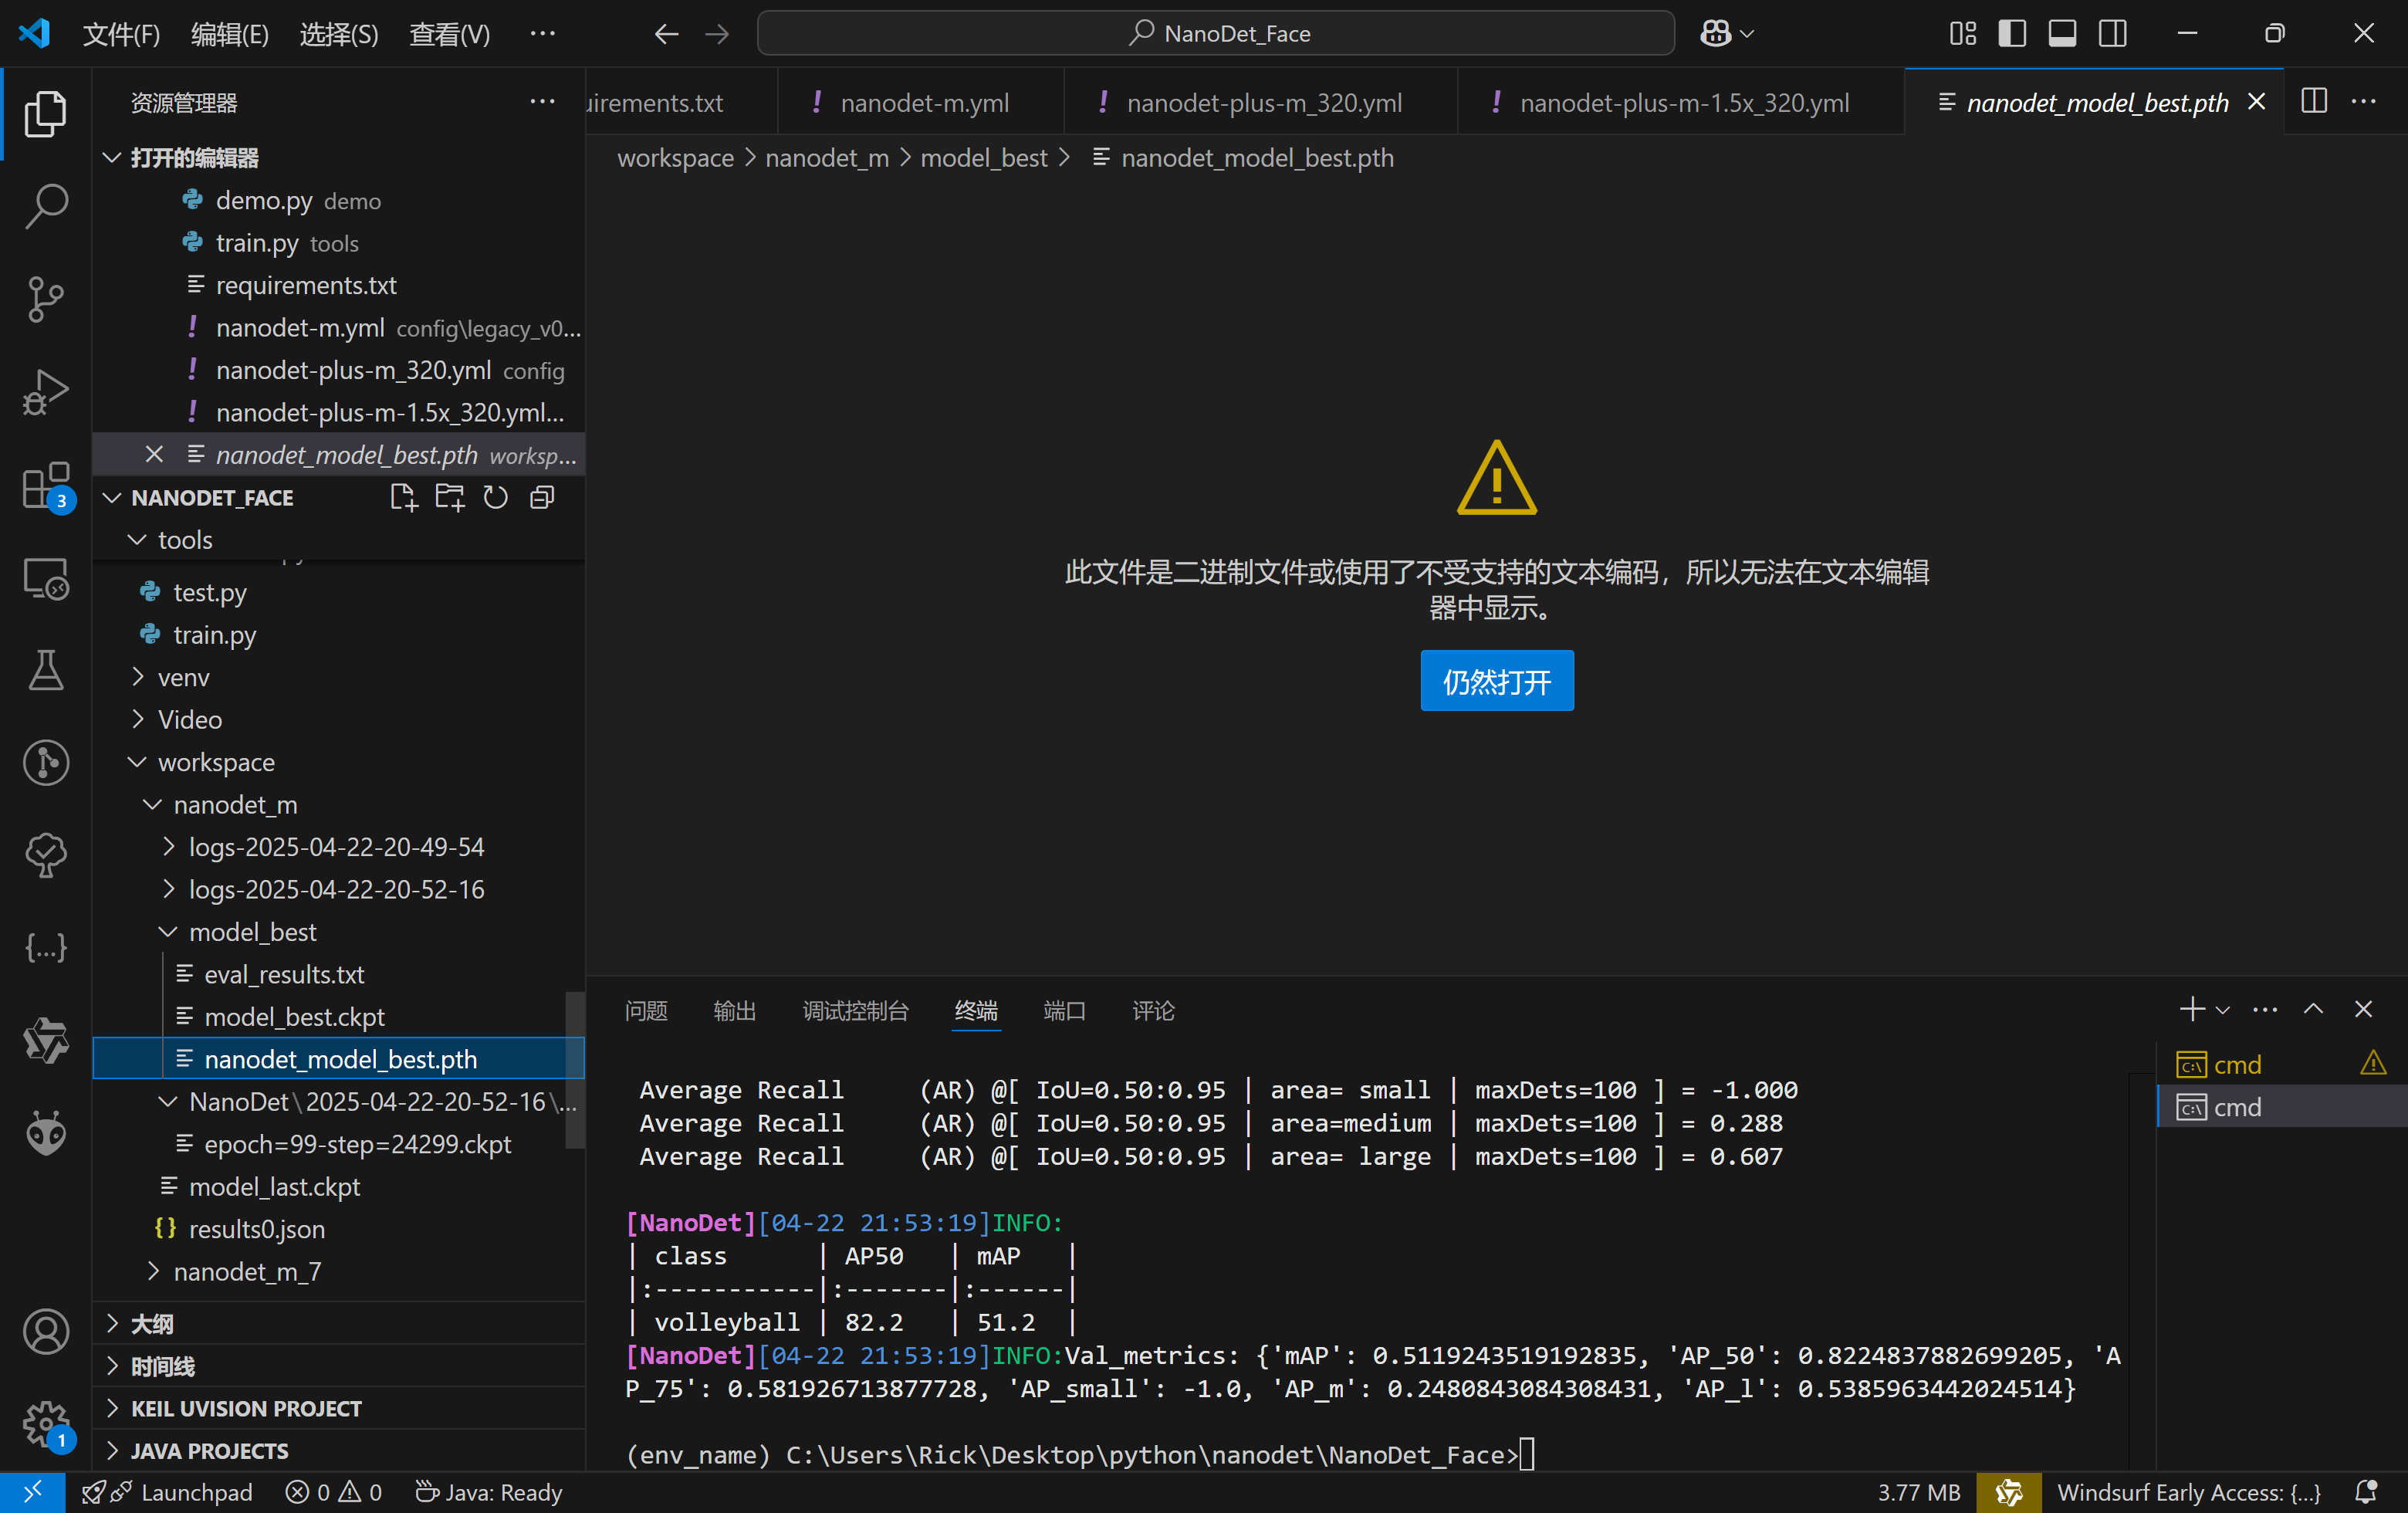 文件(F) 编辑(E) 选择(S) 查看(V) ··· NanoDet_Face
资源管理器 ···
打开的编辑器
demo.py demo
train.py tools
requirements.txt
nanodet-m.yml config\legacy_v0...
nanodet-plus-m_320.yml config
nanodet-plus-m-1.5x_320.yml...
nanodet_model_best.pth worksp...
NANODET_FACE
tools
test.py
train.py
venv
Video
workspace
nanodet_m
logs-2025-04-22-20-49-54
logs-2025-04-22-20-52-16
model_best
eval_results.txt
model_best.ckpt
nanodet_model_best.pth
NanoDet\2025-04-22-20-52-16\...
epoch=99-step=24299.ckpt
model_last.ckpt
results0.json
nanodet_m_7
大纲
时间线
KEIL UVISION PROJECT
JAVA PROJECTS
3
1
uirements.txt nanodet-m.yml nanodet-plus-m_320.yml nanodet-plus-m-1.5x_320.yml nanodet_model_best.pth
workspace > nanodet_m > model_best > nanodet_model_best.pth
此文件是二进制文件或使用了不受支持的文本编码，所以无法在文本编辑
器中显示。
仍然打开
问题 输出 调试控制台 终端 端口 评论
cmd
cmd
Average Recall (AR) @[ IoU=0.50:0.95 | area= small | maxDets=100 ] = -1.000
Average Recall (AR) @[ IoU=0.50:0.95 | area=medium | maxDets=100 ] = 0.288
Average Recall (AR) @[ IoU=0.50:0.95 | area= large | maxDets=100 ] = 0.607
[NanoDet][04-22 21:53:19]INFO:
| class | AP50 | mAP |
|:-----------|:-------|:------|
| volleyball | 82.2 | 51.2 |
[NanoDet][04-22 21:53:19]INFO:Val_metrics: {'mAP': 0.5119243519192835, 'AP_50': 0.8224837882699205, 'A
P_75': 0.581926713877728, 'AP_small': -1.0, 'AP_m': 0.2480843084308431, 'AP_l': 0.5385963442024514}
(env_name) C:\Users\Rick\Desktop\python\nanodet\NanoDet_Face>
Launchpad 0 0 Java: Ready 3.77 MB Windsurf Early Access: {...}